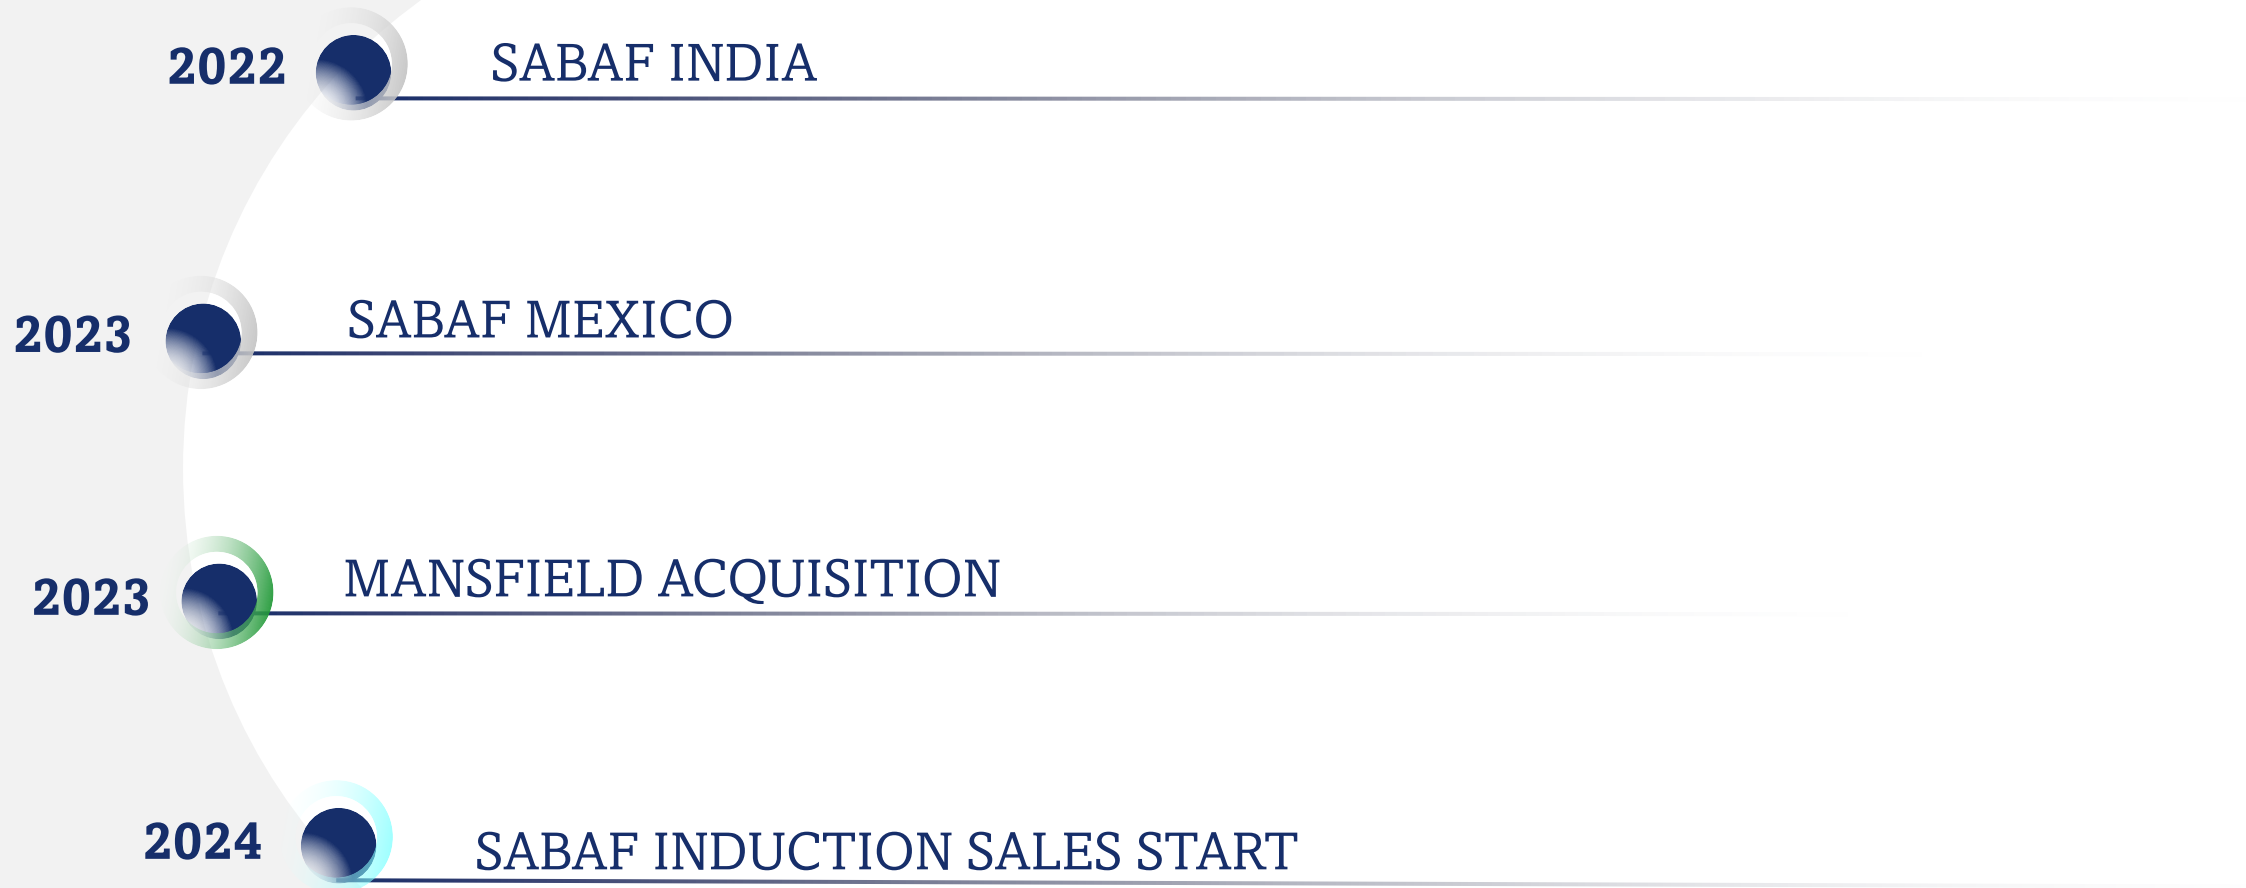 2022 SABAF INDIA
2023 SABAF MEXICO
2023 MANSFIELD ACQUISITION
2024 SABAF INDUCTION SALES START